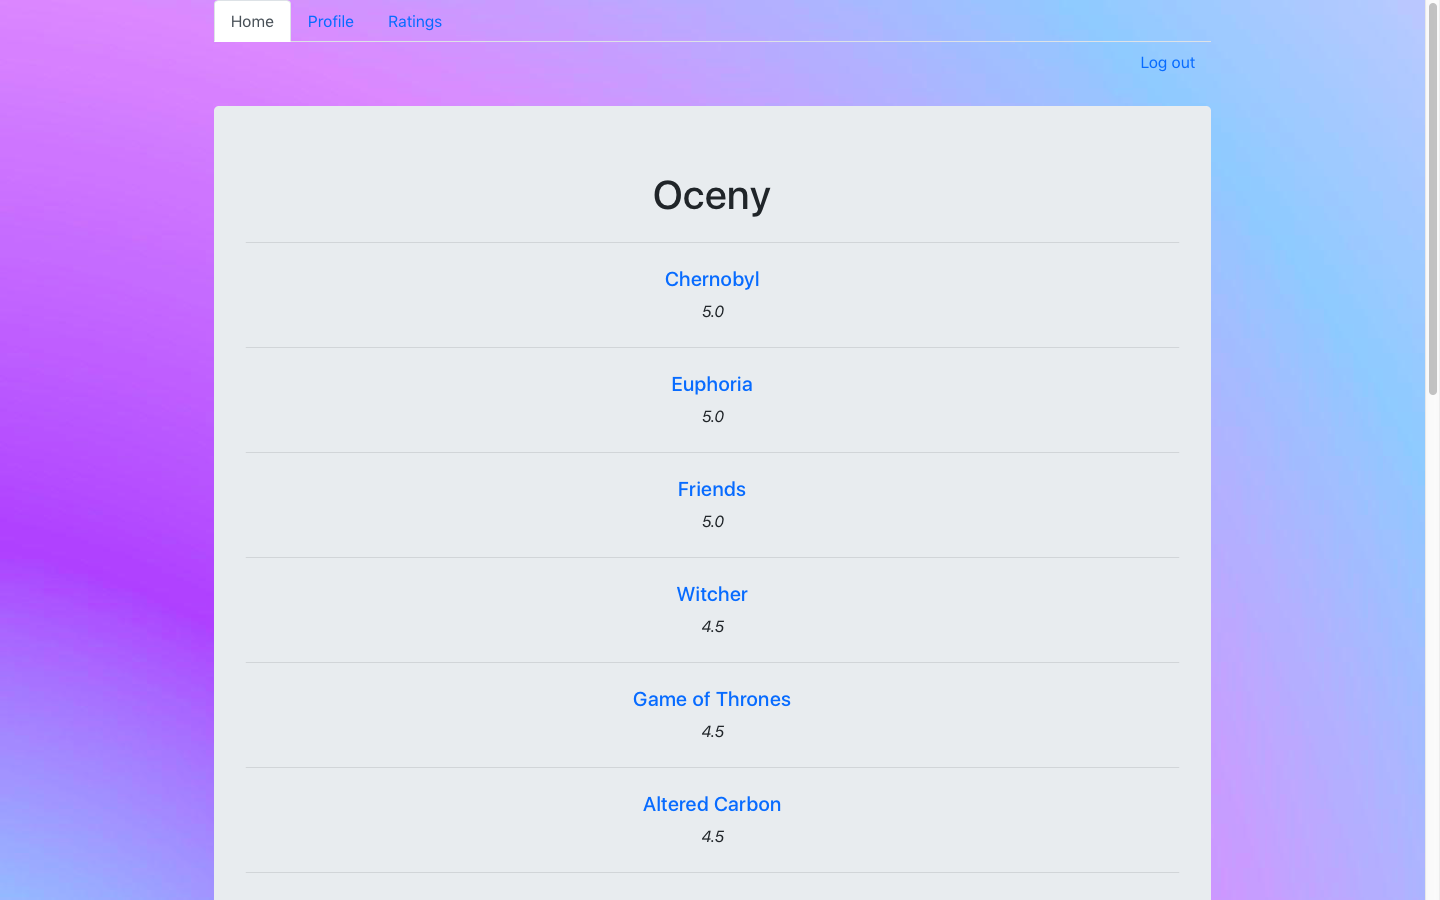 Home Profile Ratings
Log out
Oceny
Chernobyl
5.0
Euphoria
5.0
Friends
5.0
Witcher
4.5
Game of Thrones
4.5
Altered Carbon
4.5